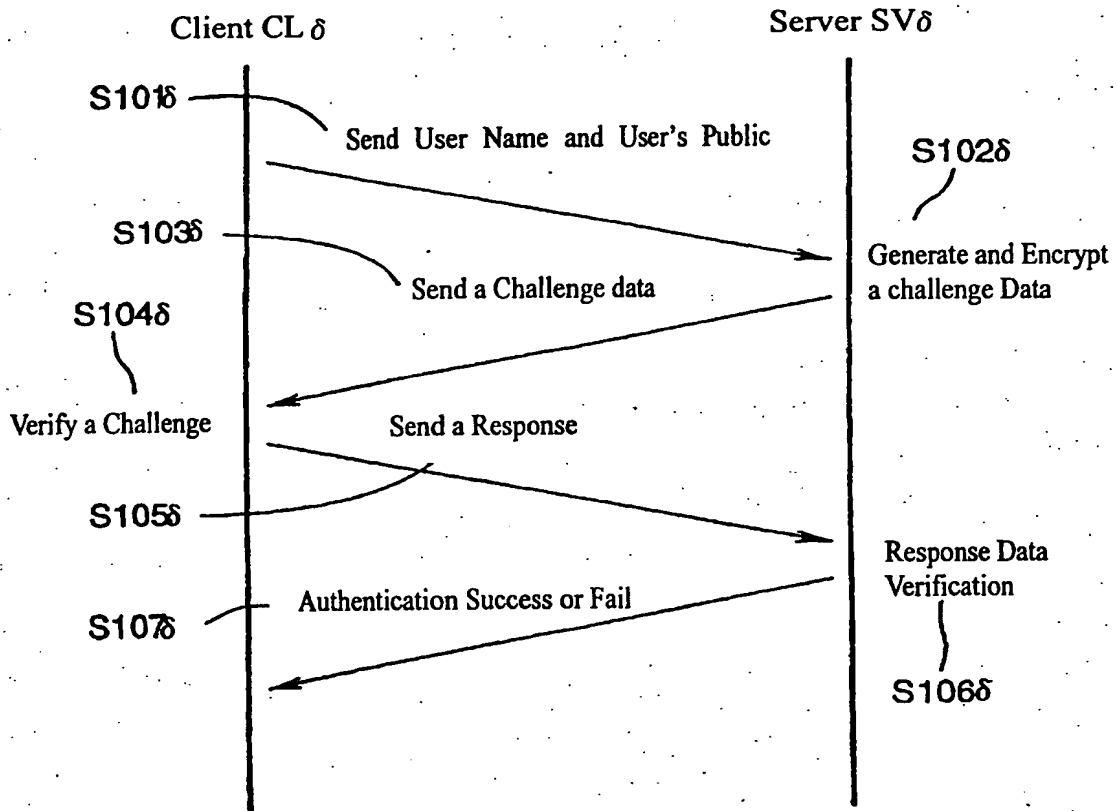 Client CL δ
Server SVδ
S101δ
Send User Name and User's Public
S102δ
S103δ
Generate and Encrypt
a challenge Data
Send a Challenge data
S104δ
Verify a Challenge
Send a Response
S105δ
Response Data
Verification
Authentication Success or Fail
S107δ
S106δ